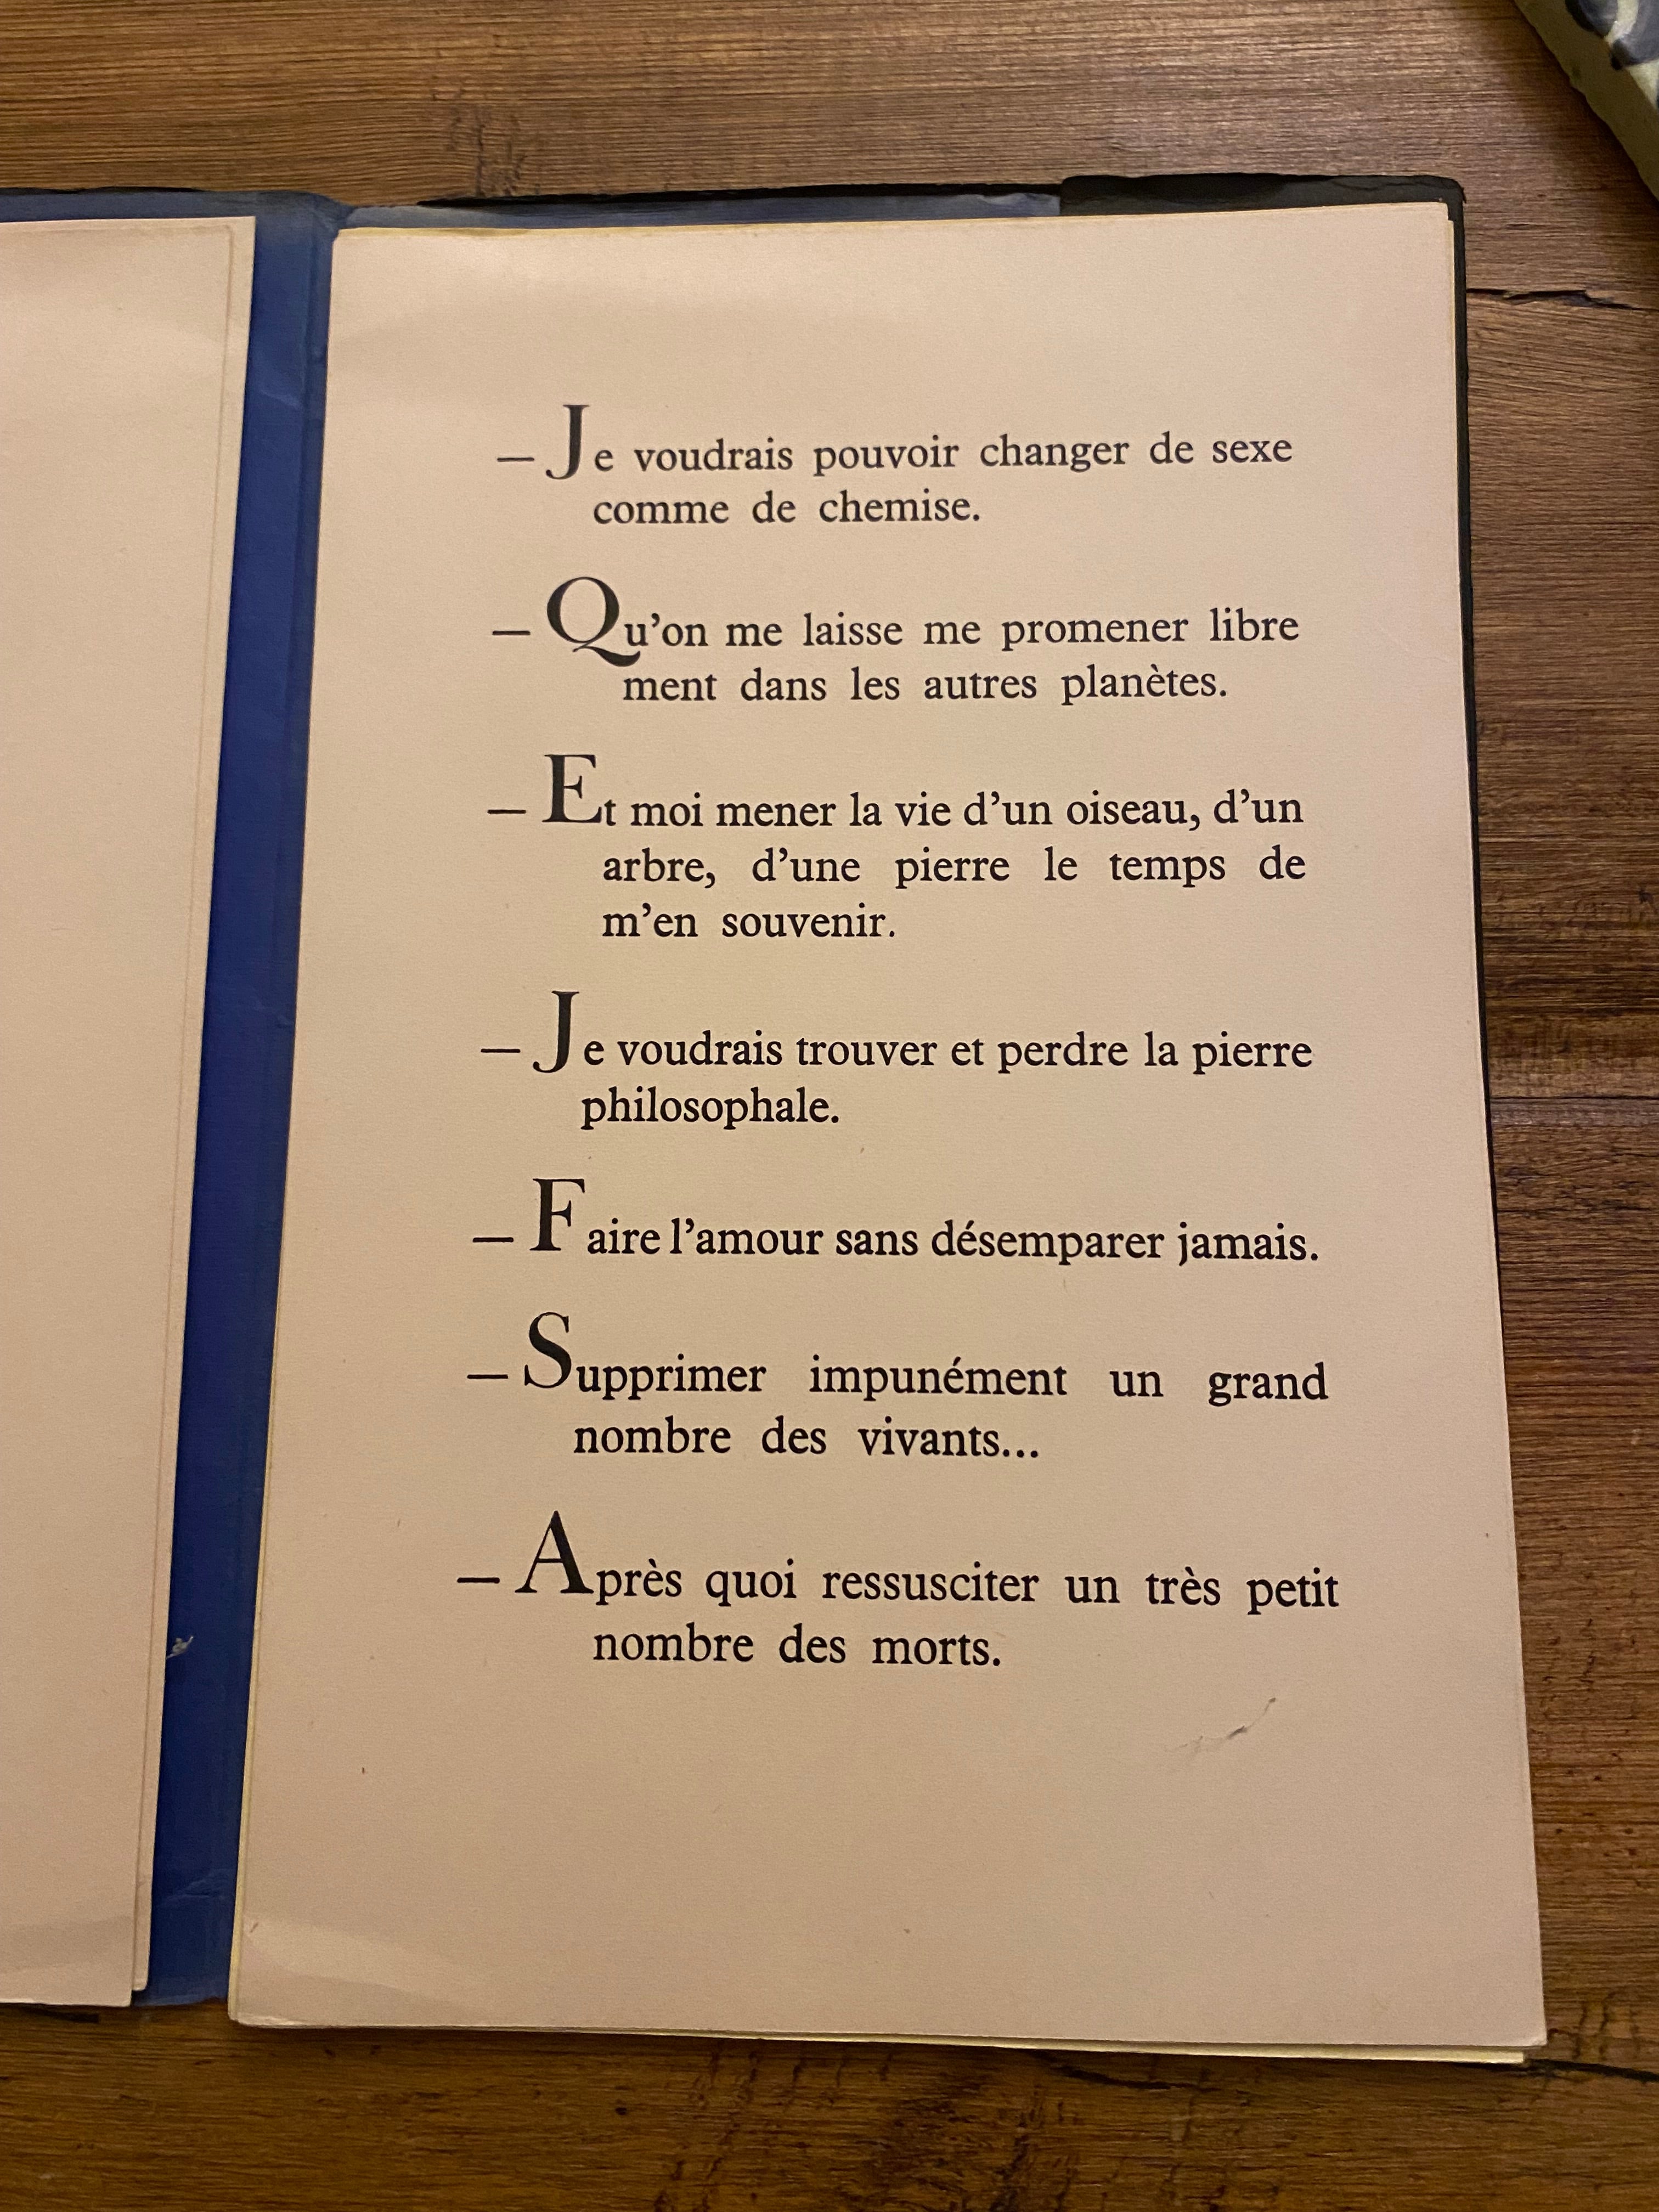 — Je voudrais pouvoir changer de sexe
comme de chemise.
— Qu'on me laisse me promener libre
ment dans les autres planètes.
— Et moi mener la vie d'un oiseau, d'un
arbre, d'une pierre le temps de
m'en souvenir.
— Je voudrais trouver et perdre la pierre
philosophale.
— Faire l'amour sans désemparer jamais.
— Supprimer impunément un grand
nombre des vivants...
— Après quoi ressusciter un très petit
nombre des morts.